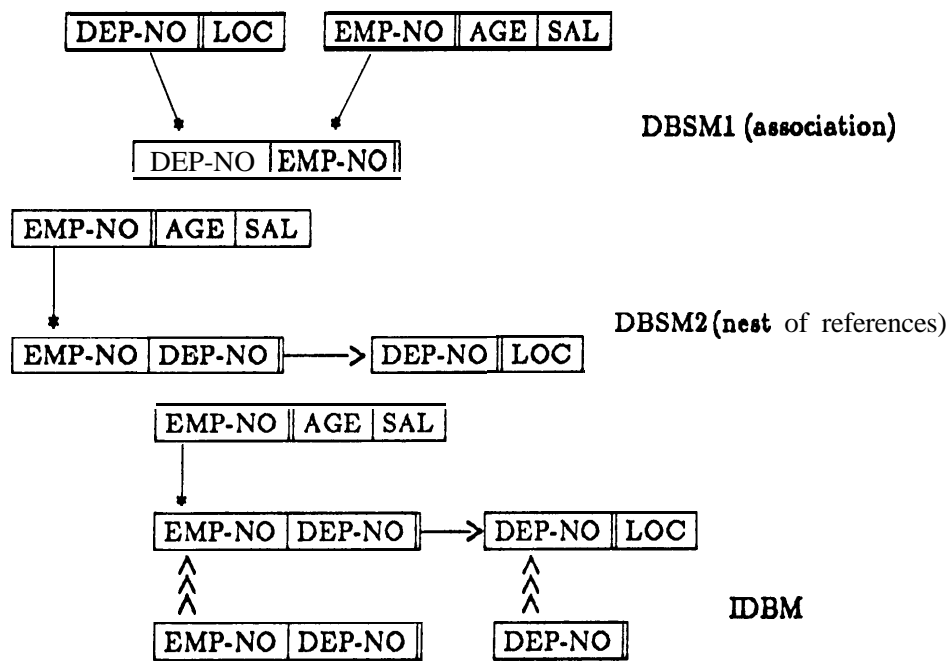 DEP-NO LOC EMP-NO AGE SAL
DBSM1 (association)
DEP-NO EMP-NO
EMP-NO AGE SAL
DBSM2 (nest of references)
EMP-NO DEP-NO DEP-NO LOC
EMP-NO AGE SAL
EMP-NO DEP-NO DEP-NO LOC
IDBM
EMP-NO DEP-NO DEP-NO